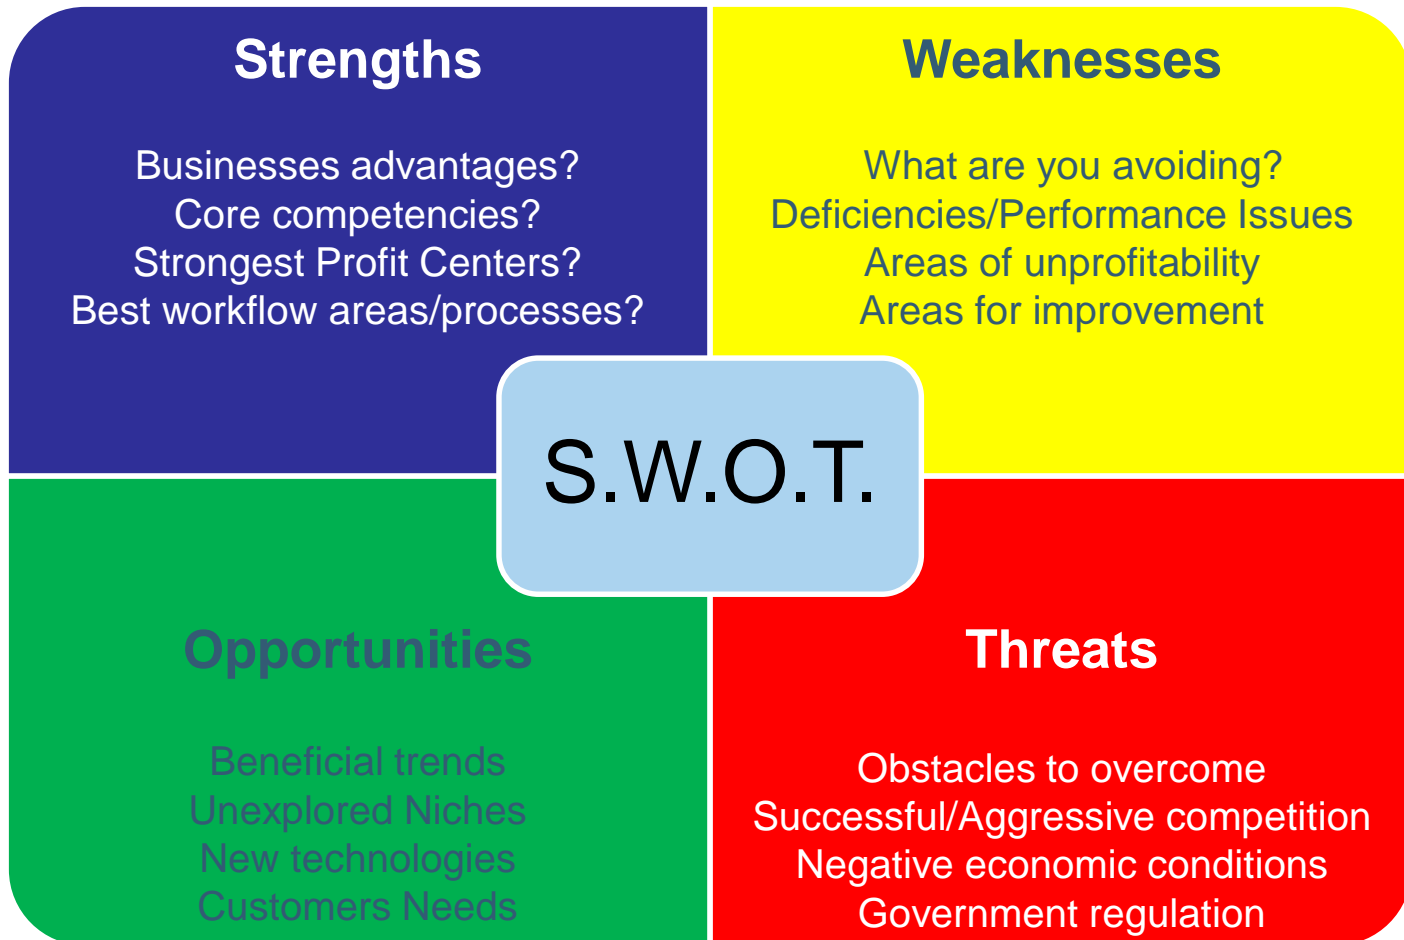 Strengths
Businesses advantages?
Core competencies?
Strongest Profit Centers?
Best workflow areas/processes?
Weaknesses
What are you avoiding?
Deficiencies/Performance Issues
Areas of unprofitability
Areas for improvement
S.W.O.T.
Opportunities
Beneficial trends
Unexplored Niches
New technologies
Customers Needs
Threats
Obstacles to overcome
Successful/Aggressive competition
Negative economic conditions
Government regulation